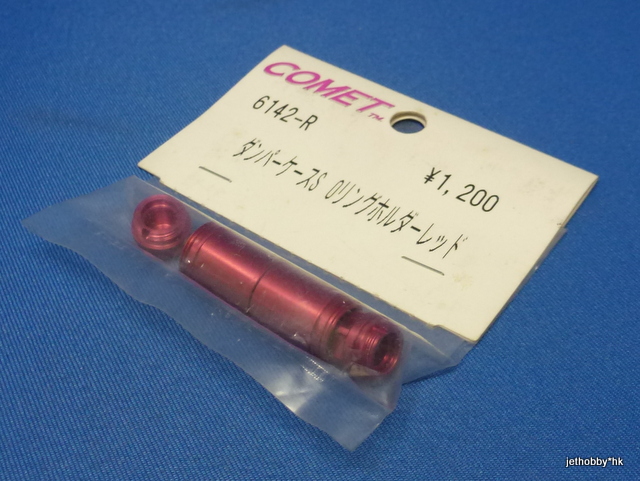 COMET™
6142-R
¥1,200
ダンパーケースS Oリングホルダーレッド
jethobby*hk